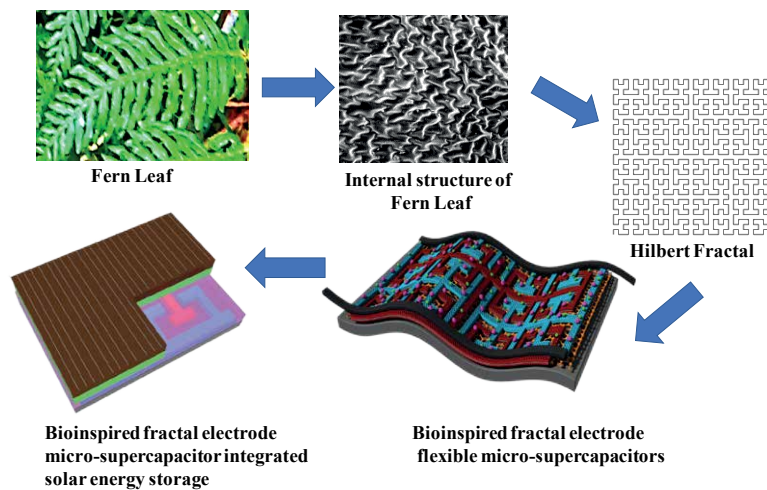 Fern Leaf
Internal structure of
Fern Leaf
Hilbert Fractal
Bioinspired fractal electrode
flexible micro-supercapacitors
Bioinspired fractal electrode
micro-supercapacitor integrated
solar energy storage